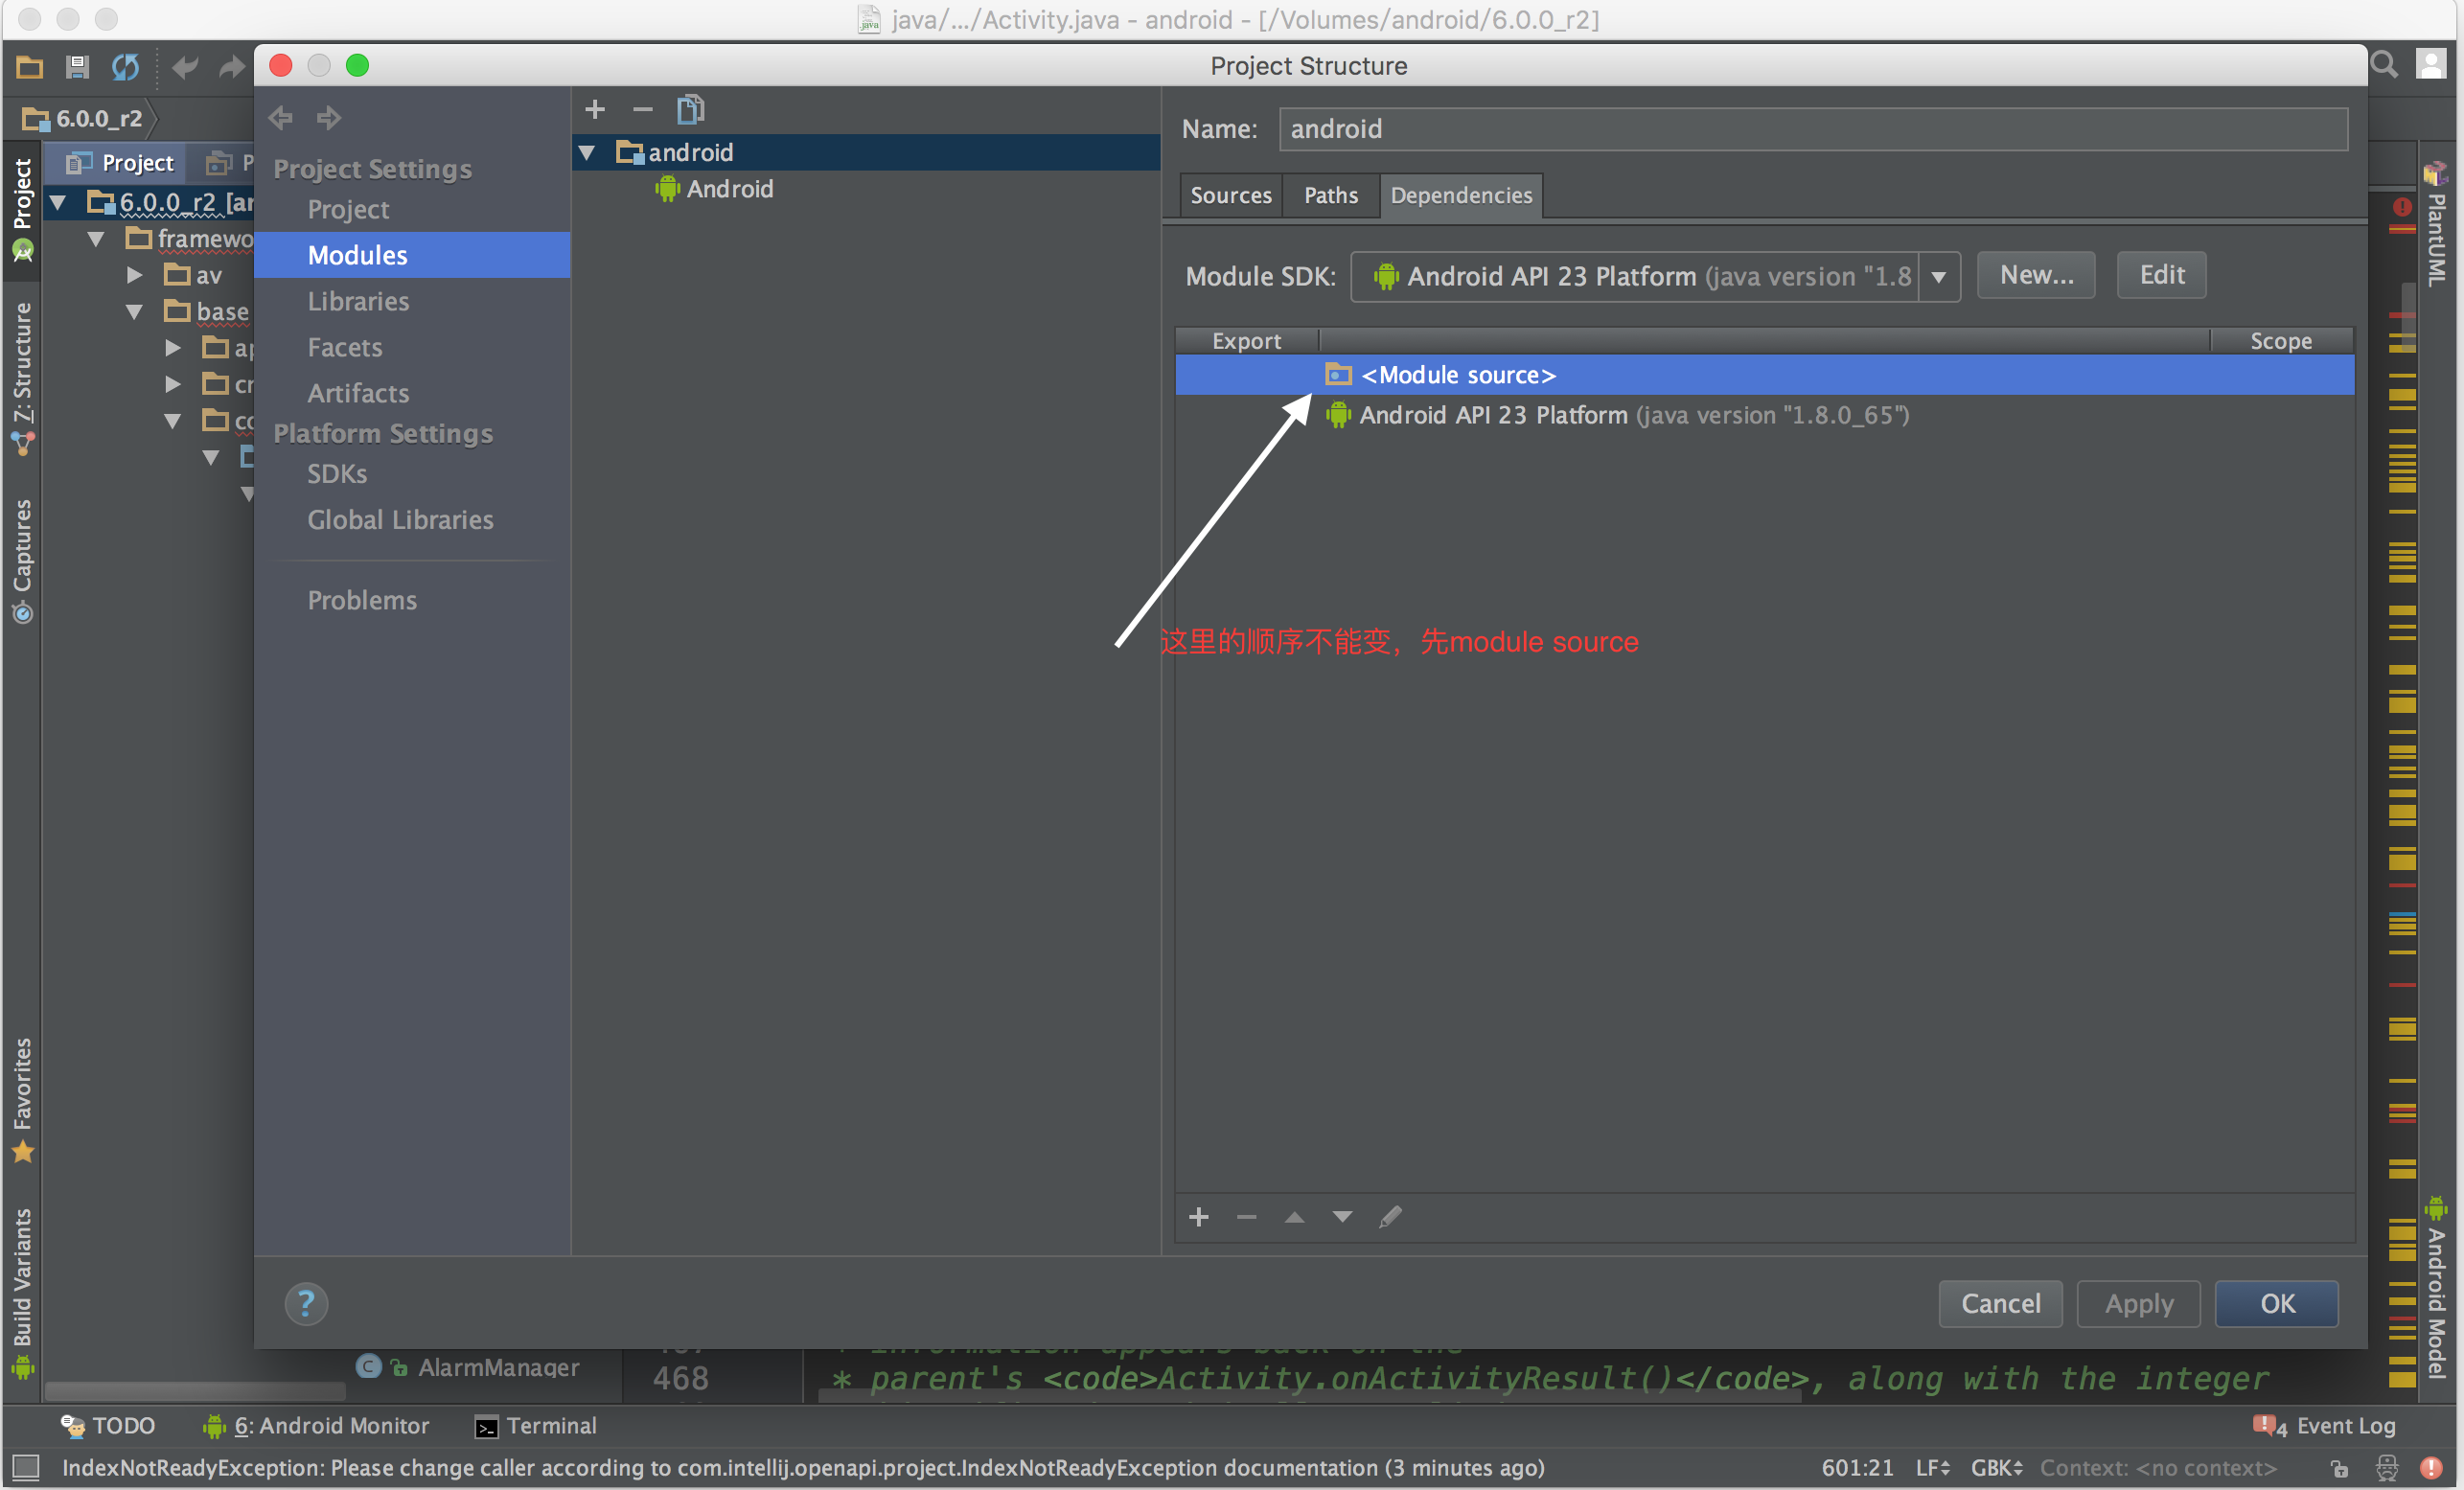 java/.../Activity.java - android - [/Volumes/android/6.0.0_r2]
Project Structure
6.0.0_r2
Project
Project
6.0.0_r2
av
base
Z: Structure
Captures
Favorites
Build Variants
Project Settings
Project
Modules
Libraries
Facets
Artifacts
Platform Settings
SDKs
Global Libraries
Problems
android
Android
Name: android
Sources Paths Dependencies
Module SDK: Android API 23 Platform (java version "1.8 New... Edit
Export Scope
<Module source>
Android API 23 Platform (java version "1.8.0_65")
这里的顺序不能变，先module source
? Cancel Apply OK
PlantUML
Android Model
AlarmManager
468 * parent's <code>Activity.onActivityResult()</code>, along with the integer
TODO 6: Android Monitor Terminal 4 Event Log
IndexNotReadyException: Please change caller according to com.intellij.openapi.project.IndexNotReadyException documentation (3 minutes ago) 601:21 LF GBK Context: <no context>